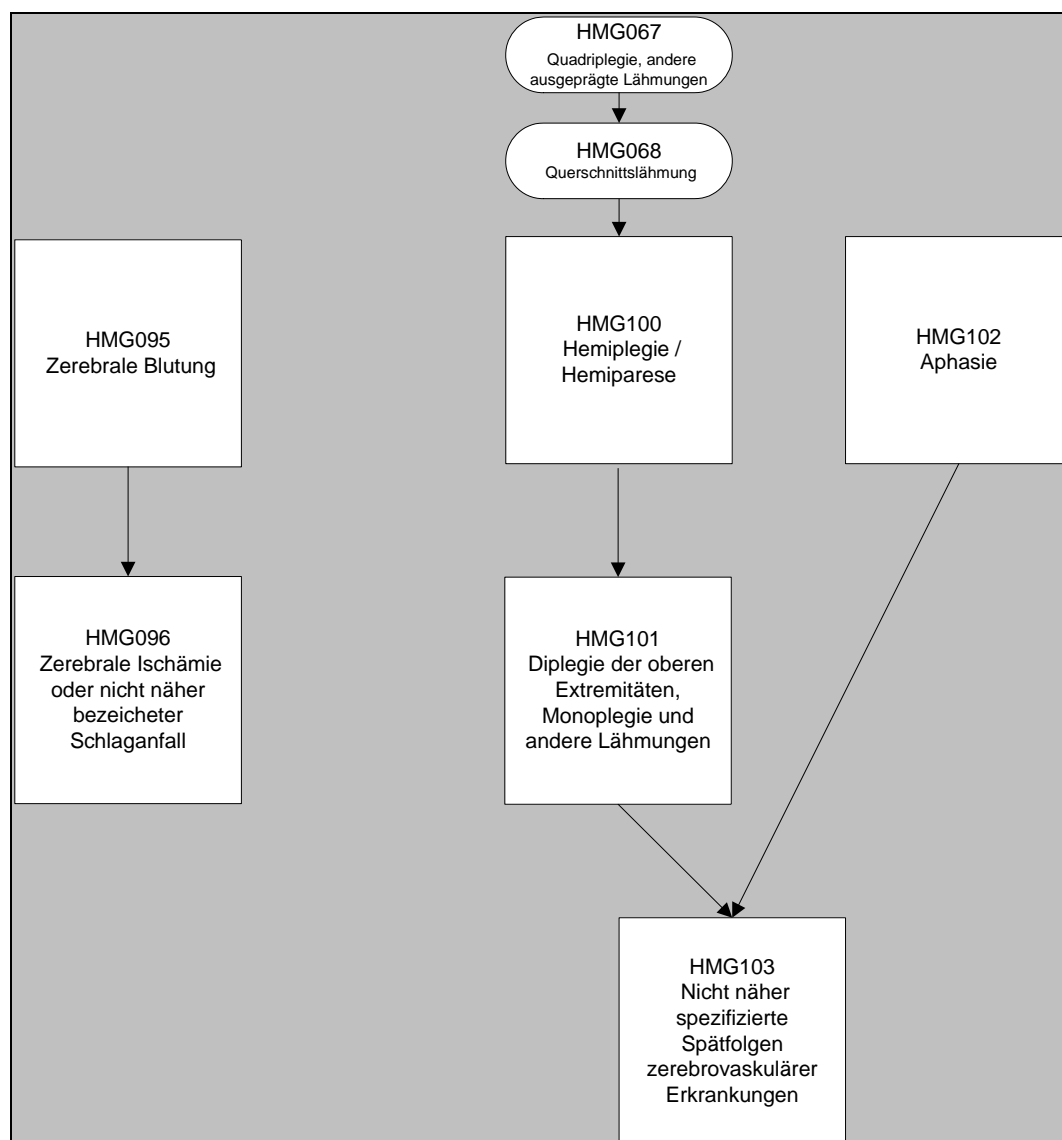 HMG067
Quadriplegie, andere
ausgeprägte Lähmungen
HMG068
Querschnittslähmung
HMG095
Zerebrale Blutung
HMG100
Hemiplegie /
Hemiparese
HMG102
Aphasie
HMG096
Zerebrale Ischämie
oder nicht näher
bezeicheter
Schlaganfall
HMG101
Diplegie der oberen
Extremitäten,
Monoplegie und
andere Lähmungen
HMG103
Nicht näher
spezifizierte
Spätfolgen
zerebrovaskulärer
Erkrankungen